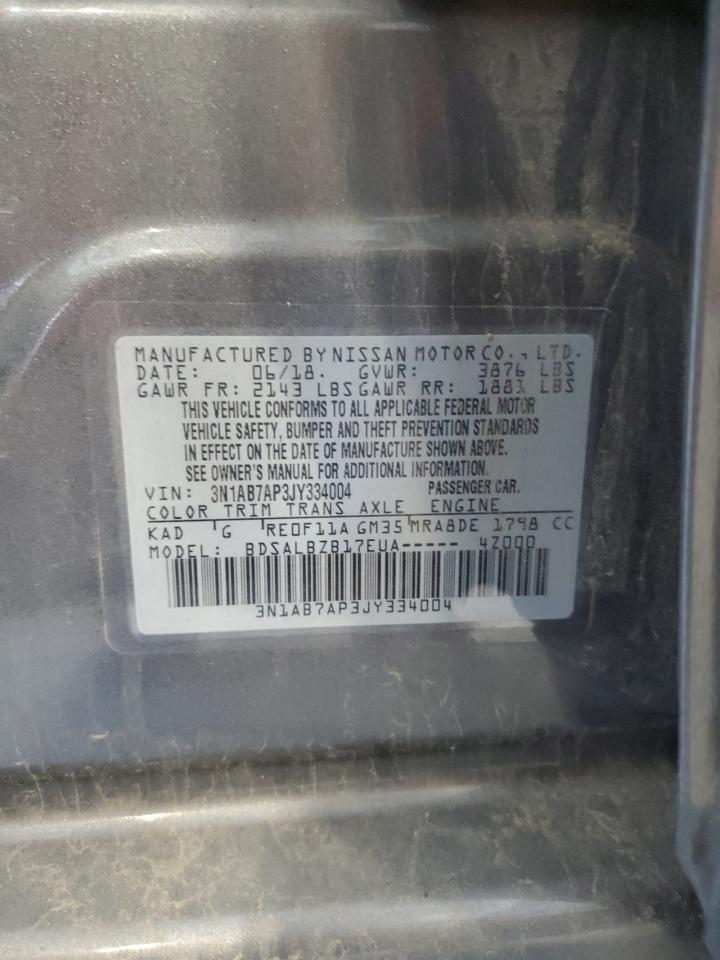 MANUFACTURED BY NISSAN MOTOR CO., LTD.
DATE: 06/18. GVWR: 3876 LBS
GAWR FR: 2143 LBS GAWR RR: 1881 LBS
THIS VEHICLE CONFORMS TO ALL APPLICABLE FEDERAL MOTOR
VEHICLE SAFETY, BUMPER AND THEFT PREVENTION STANDARDS
IN EFFECT ON THE DATE OF MANUFACTURE SHOWN ABOVE.
SEE OWNER'S MANUAL FOR ADDITIONAL INFORMATION.
VIN: 3N1AB7AP3JY334004 PASSENGER CAR.
COLOR TRIM TRANS AXLE ENGINE
KAD G RE0F11A GM35 MRA8DE 1798 CC
MODEL: BDSALBZB17EUA----- 4Z000
3N1AB7AP3JY334004